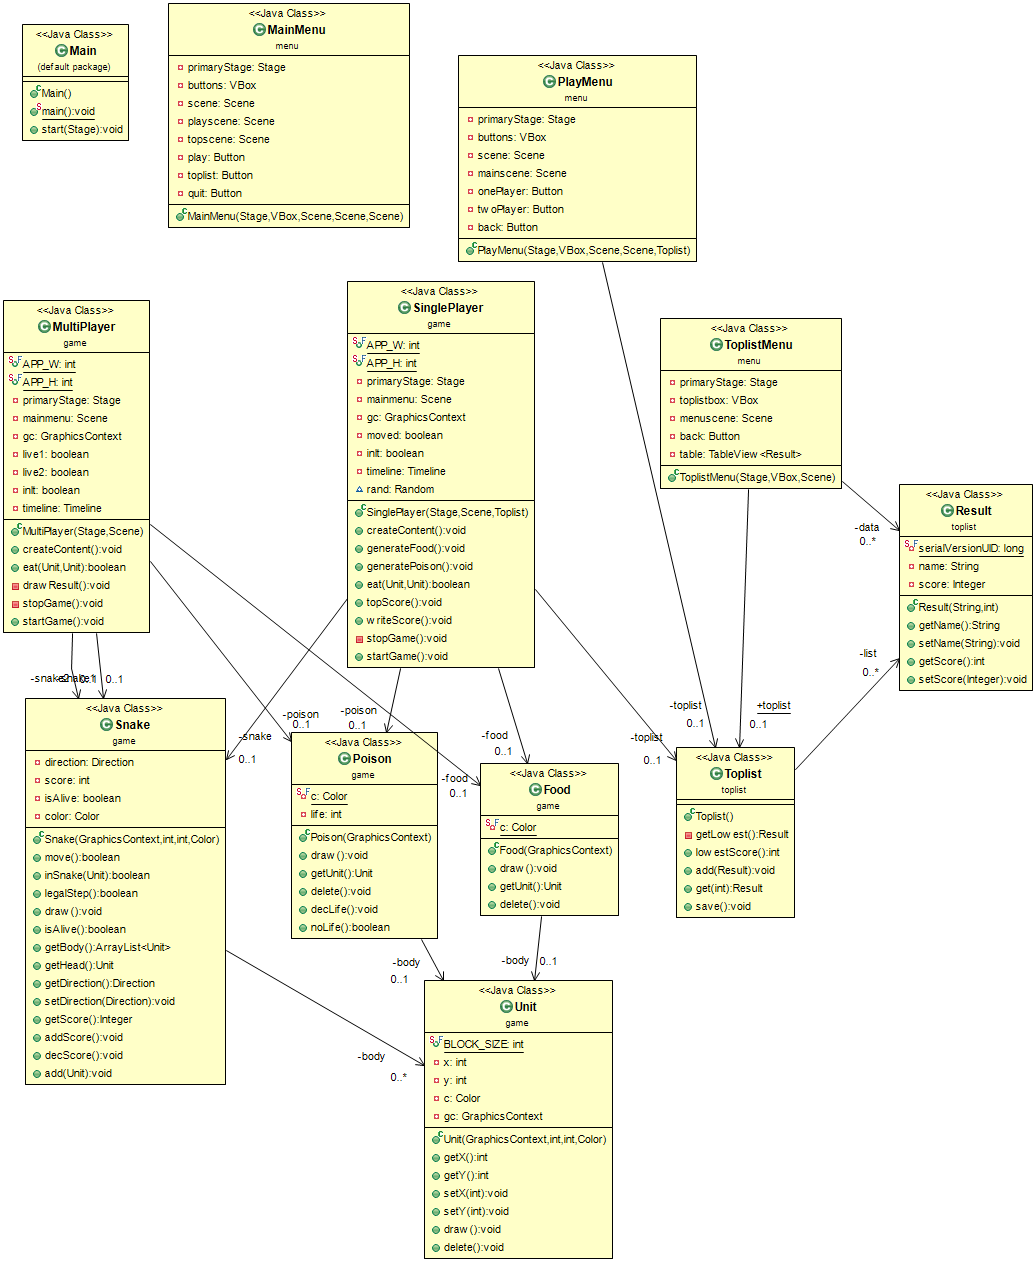 <<Java Class>>
Main
(default package)
Main()
main():void
start(Stage):void
<<Java Class>>
MainMenu
menu
primaryStage: Stage
buttons: VBox
scene: Scene
playscene: Scene
topscene: Scene
play: Button
toplist: Button
quit: Button
MainMenu(Stage,VBox,Scene,Scene,Scene)
<<Java Class>>
PlayMenu
menu
primaryStage: Stage
buttons: VBox
scene: Scene
mainscene: Scene
onePlayer: Button
twoPlayer: Button
back: Button
PlayMenu(Stage,VBox,Scene,Scene,Toplist)
<<Java Class>>
MultiPlayer
game
APP_W: int
APP_H: int
primaryStage: Stage
mainmenu: Scene
gc: GraphicsContext
live1: boolean
live2: boolean
inIt: boolean
timeline: Timeline
MultiPlayer(Stage,Scene)
createContent():void
eat(Unit,Unit):boolean
drawResult():void
stopGame():void
startGame():void
<<Java Class>>
SinglePlayer
game
APP_W: int
APP_H: int
primaryStage: Stage
mainmenu: Scene
gc: GraphicsContext
moved: boolean
inIt: boolean
timeline: Timeline
rand: Random
SinglePlayer(Stage,Scene,Toplist)
createContent():void
generateFood():void
generatePoison():void
eat(Unit,Unit):boolean
topScore():void
writeScore():void
stopGame():void
startGame():void
<<Java Class>>
ToplistMenu
menu
primaryStage: Stage
toplistbox: VBox
menuscene: Scene
back: Button
table: TableView<Result>
ToplistMenu(Stage,VBox,Scene)
-data
0..*
<<Java Class>>
Result
toplist
serialVersionUID: long
name: String
score: Integer
Result(String,int)
getName():String
setName(String):void
getScore():int
setScore(Integer):void
-list
0..*
-snake2
0..1
0..1
-snake
0..1
-poison
0..1
-poison
0..1
-food
0..1
-food
0..1
-toplist
0..1
-toplist
0..1
+toplist
0..1
<<Java Class>>
Snake
game
direction: Direction
score: int
isAlive: boolean
color: Color
Snake(GraphicsContext,int,int,Color)
move():boolean
inSnake(Unit):boolean
legalStep():boolean
draw():void
isAlive():boolean
getBody():ArrayList<Unit>
getHead():Unit
getDirection():Direction
setDirection(Direction):void
getScore():Integer
addScore():void
decScore():void
add(Unit):void
<<Java Class>>
Poison
game
c: Color
life: int
Poison(GraphicsContext)
draw():void
getUnit():Unit
delete():void
decLife():void
noLife():boolean
<<Java Class>>
Food
game
c: Color
Food(GraphicsContext)
draw():void
getUnit():Unit
delete():void
<<Java Class>>
Toplist
toplist
Toplist()
getLowest():Result
lowestScore():int
add(Result):void
get(int):Result
save():void
-body
0..1
-body
0..1
-body
0..*
<<Java Class>>
Unit
game
BLOCK_SIZE: int
x: int
y: int
c: Color
gc: GraphicsContext
Unit(GraphicsContext,int,int,Color)
getX():int
getY():int
setX(int):void
setY(int):void
draw():void
delete():void